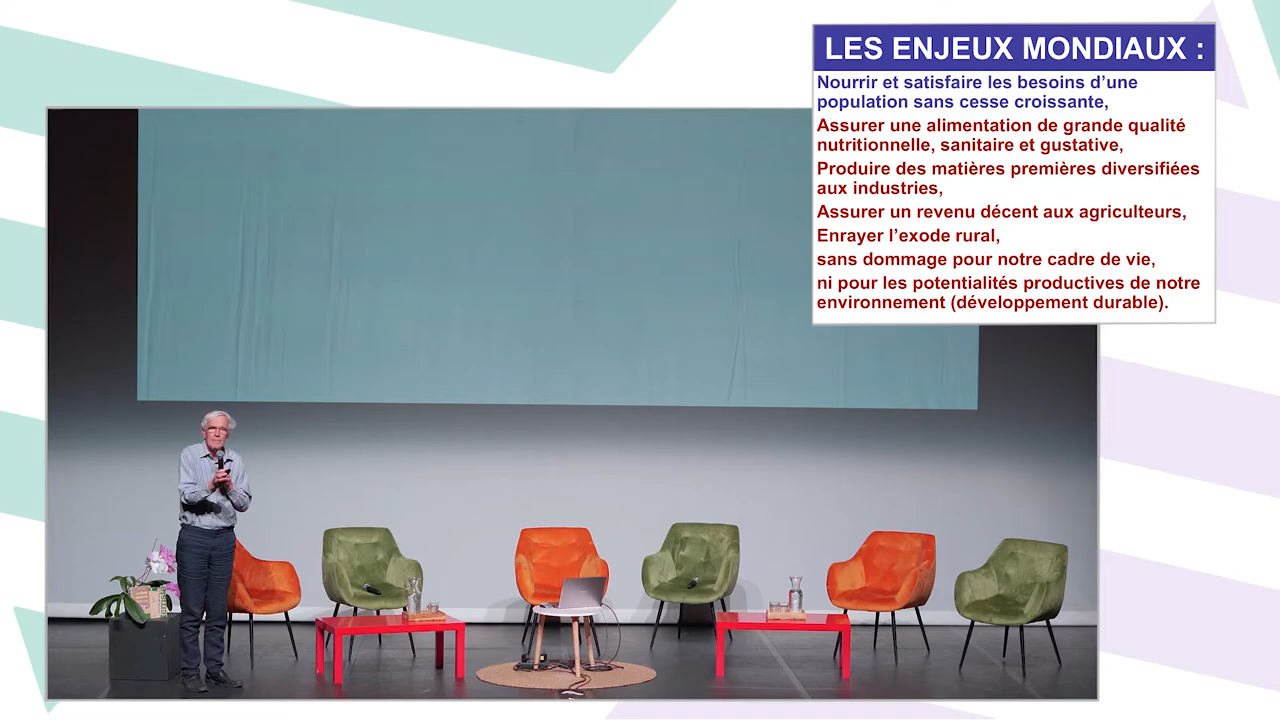 LES ENJEUX MONDIAUX :
Nourrir et satisfaire les besoins d’une
population sans cesse croissante,
Assurer une alimentation de grande qualité
nutritionnelle, sanitaire et gustative,
Produire des matières premières diversifiées
aux industries,
Assurer un revenu décent aux agriculteurs,
Enrayer l’exode rural,
sans dommage pour notre cadre de vie,
ni pour les potentialités productives de notre
environnement (développement durable).